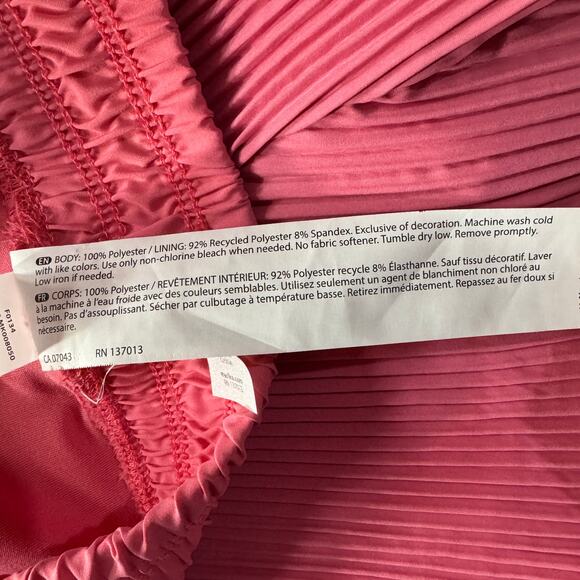 EN BODY: 100% Polyester / LINING: 92% Recycled Polyester 8% Spandex. Exclusive of decoration. Machine wash cold
with like colors. Use only non-chlorine bleach when needed. No fabric softener. Tumble dry low. Remove promptly.
Low iron if needed.
FR CORPS: 100% Polyester / REVÊTEMENT INTÉRIEUR: 92% Polyester recycle 8% Élasthanne. Sauf tissu décoratif. Laver
à la machine à l'eau froide avec des couleurs semblables. Utilisez seulement un agent de blanchiment non chloré au
besoin. Pas d'assouplissant. Sécher par culbutage à température basse. Retirez immédiatement. Repassez au fer doux si
nécessaire.
CA 07043 RN 137013
F0134
MK008050